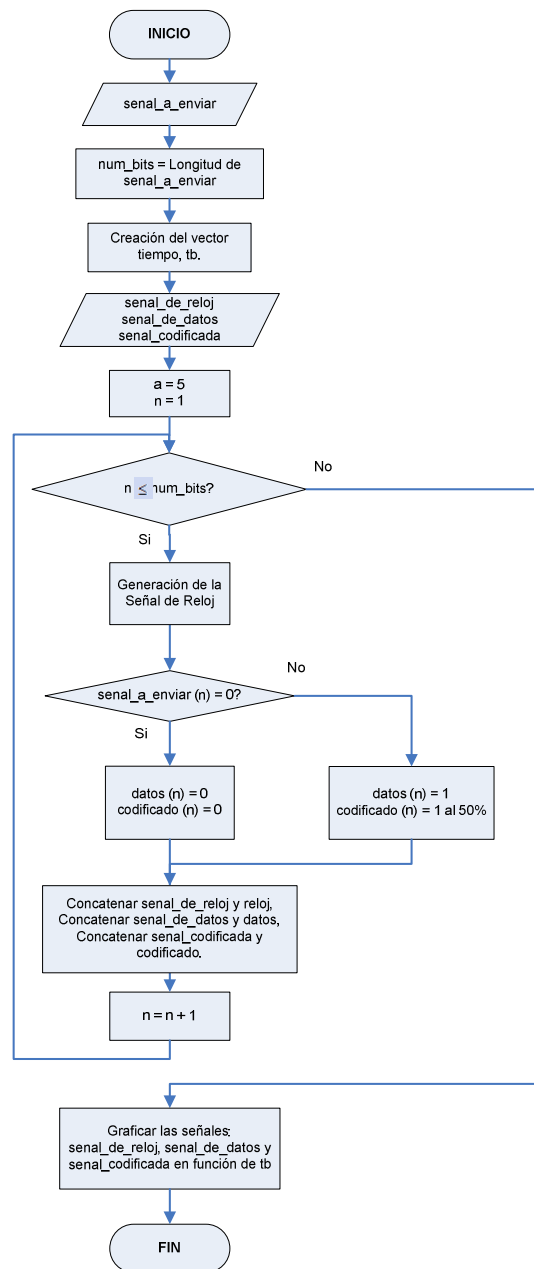 INICIO
senal_a_enviar
num_bits = Longitud de
senal_a_enviar
Creación del vector
tiempo, tb.
senal_de_reloj
senal_de_datos
senal_codificada
a = 5
n = 1
n ≤ num_bits?
No
Si
Generación de la
Señal de Reloj
senal_a_enviar (n) = 0?
No
Si
datos (n) = 0
codificado (n) = 0
datos (n) = 1
codificado (n) = 1 al 50%
Concatenar senal_de_reloj y reloj,
Concatenar senal_de_datos y datos,
Concatenar senal_codificada y
codificado.
n = n + 1
Graficar las señales:
senal_de_reloj, senal_de_datos y
senal_codificada en función de tb
FIN